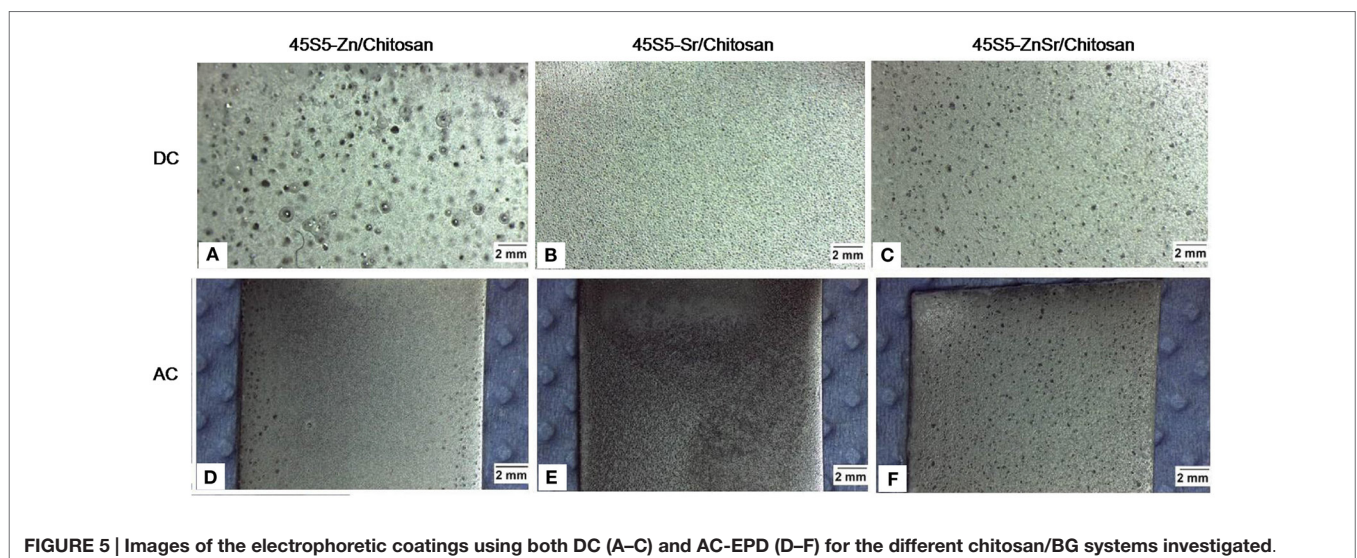 45S5-Zn/Chitosan 45S5-Sr/Chitosan 45S5-ZnSr/Chitosan
DC
A 2 mm B 2 mm C 2 mm
AC
D 2 mm E 2 mm F 2 mm
FIGURE 5 | Images of the electrophoretic coatings using both DC (A–C) and AC-EPD (D–F) for the different chitosan/BG systems investigated.